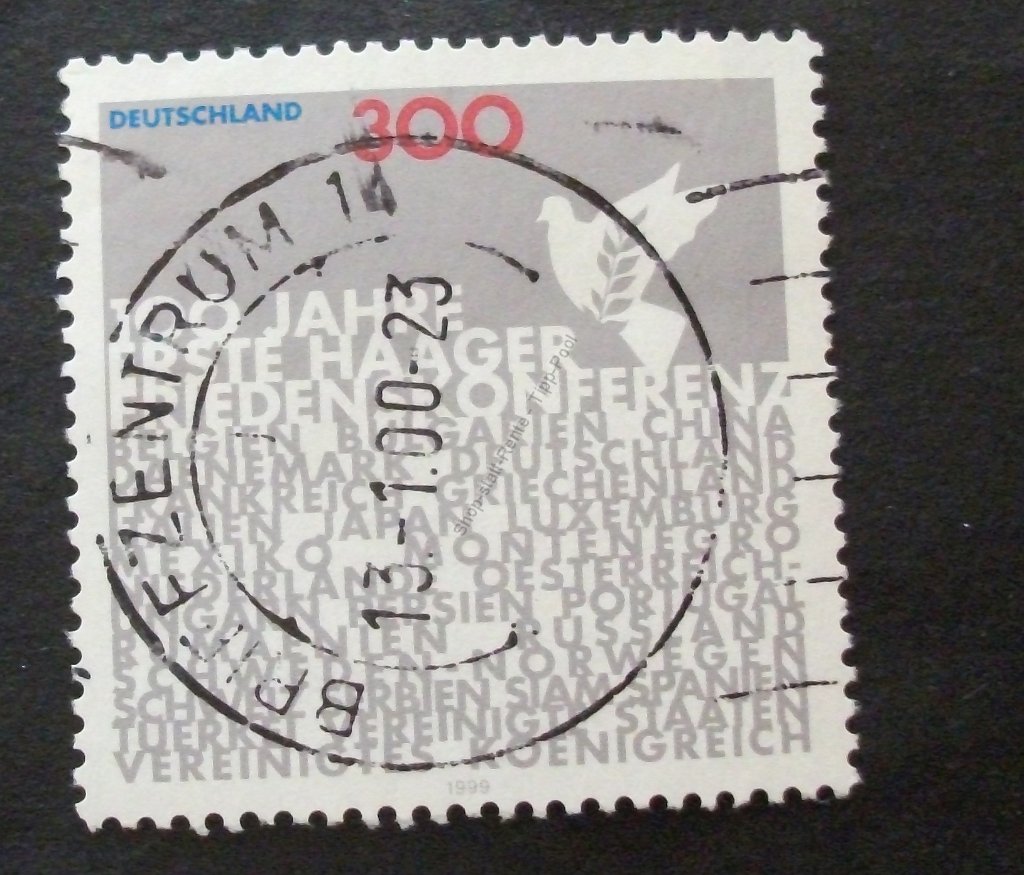 DEUTSCHLAND 300
100 JAHRE
ERSTE HAAGER
FRIEDENSKONFERENZ
BELGIEN BULGARIEN CHINA
DÄNEMARK DEUTSCHLAND
FRANKREICH GRIECHENLAND
ITALIEN JAPAN LUXEMBURG
MEXIKO MONTENEGRO
NIEDERLANDE OESTERREICH-
UNGARN PERSIEN PORTUGAL
RUMÄNIEN RUSSLAND
SCHWEDEN NORWEGEN
SCHWEIZ SERBIEN SIAM SPANIEN
TUERKEI VEREINIGTE STAATEN
VEREINIGTES KOENIGREICH
1999
BRIEFZENTRUM
13.-1.00-23
Shop-statt-Rente - Tipp-Pool